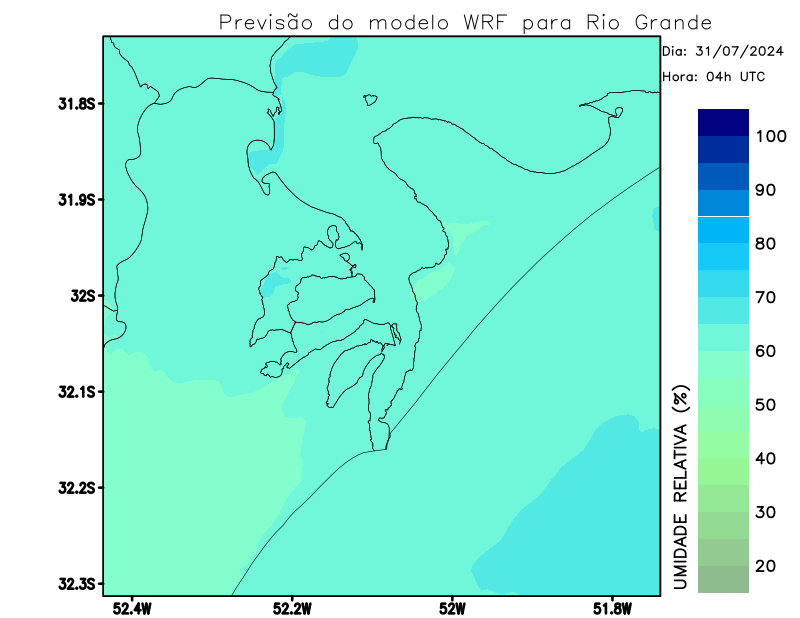 Previsão do modelo WRF para Rio Grande
Dia: 31/07/2024
Hora: 04h UTC
31.8S
31.9S
32S
32.1S
32.2S
32.3S
52.4W
52.2W
52W
51.8W
100
90
80
70
60
50
40
30
20
UMIDADE RELATIVA (%)